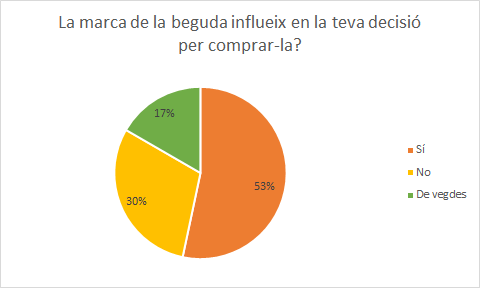 La marca de la beguda influeix en la teva decisió
per comprar-la?
17%
53%
30%
Sí
No
De vegdes